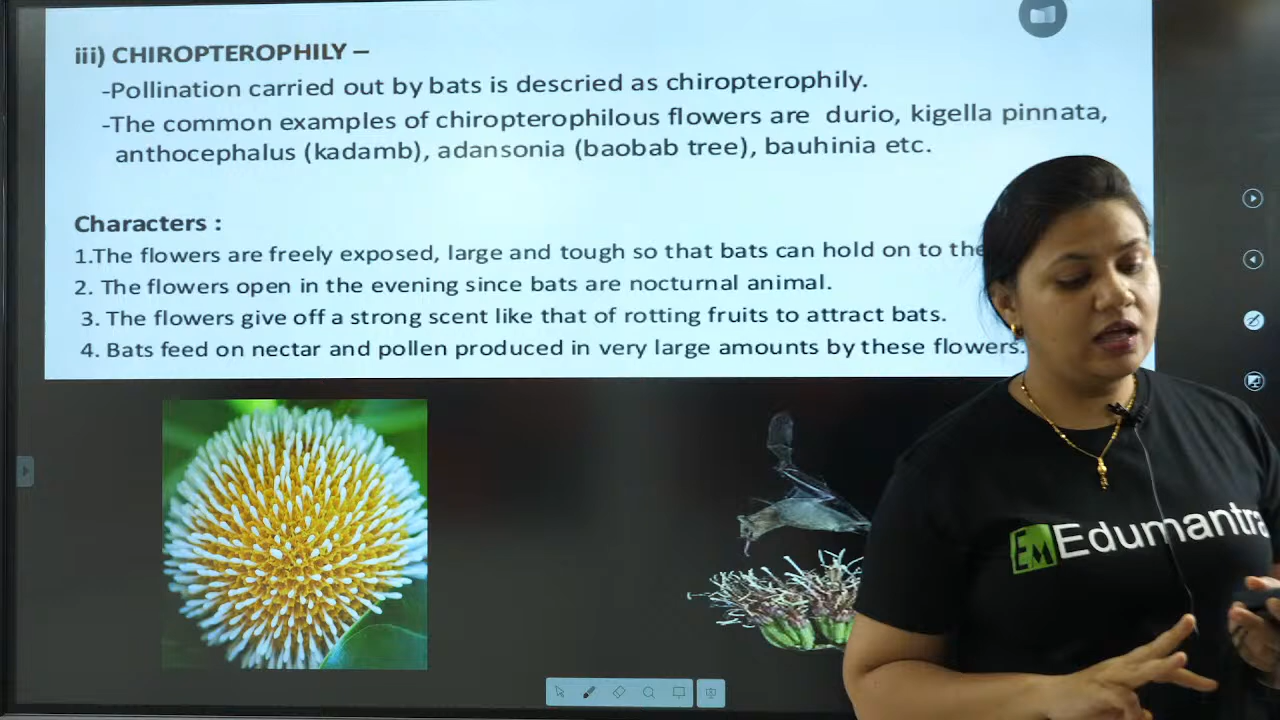 iii) CHIROPTEROPHILY –
-Pollination carried out by bats is descried as chiropterophily.
-The common examples of chiropterophilous flowers are durio, kigella pinnata,
anthocephalus (kadamb), adansonia (baobab tree), bauhinia etc.
Characters :
1.The flowers are freely exposed, large and tough so that bats can hold on to
2. The flowers open in the evening since bats are nocturnal animal.
3. The flowers give off a strong scent like that of rotting fruits to attract bats.
4. Bats feed on nectar and pollen produced in very large amounts by these flowers.
EM Edumantra